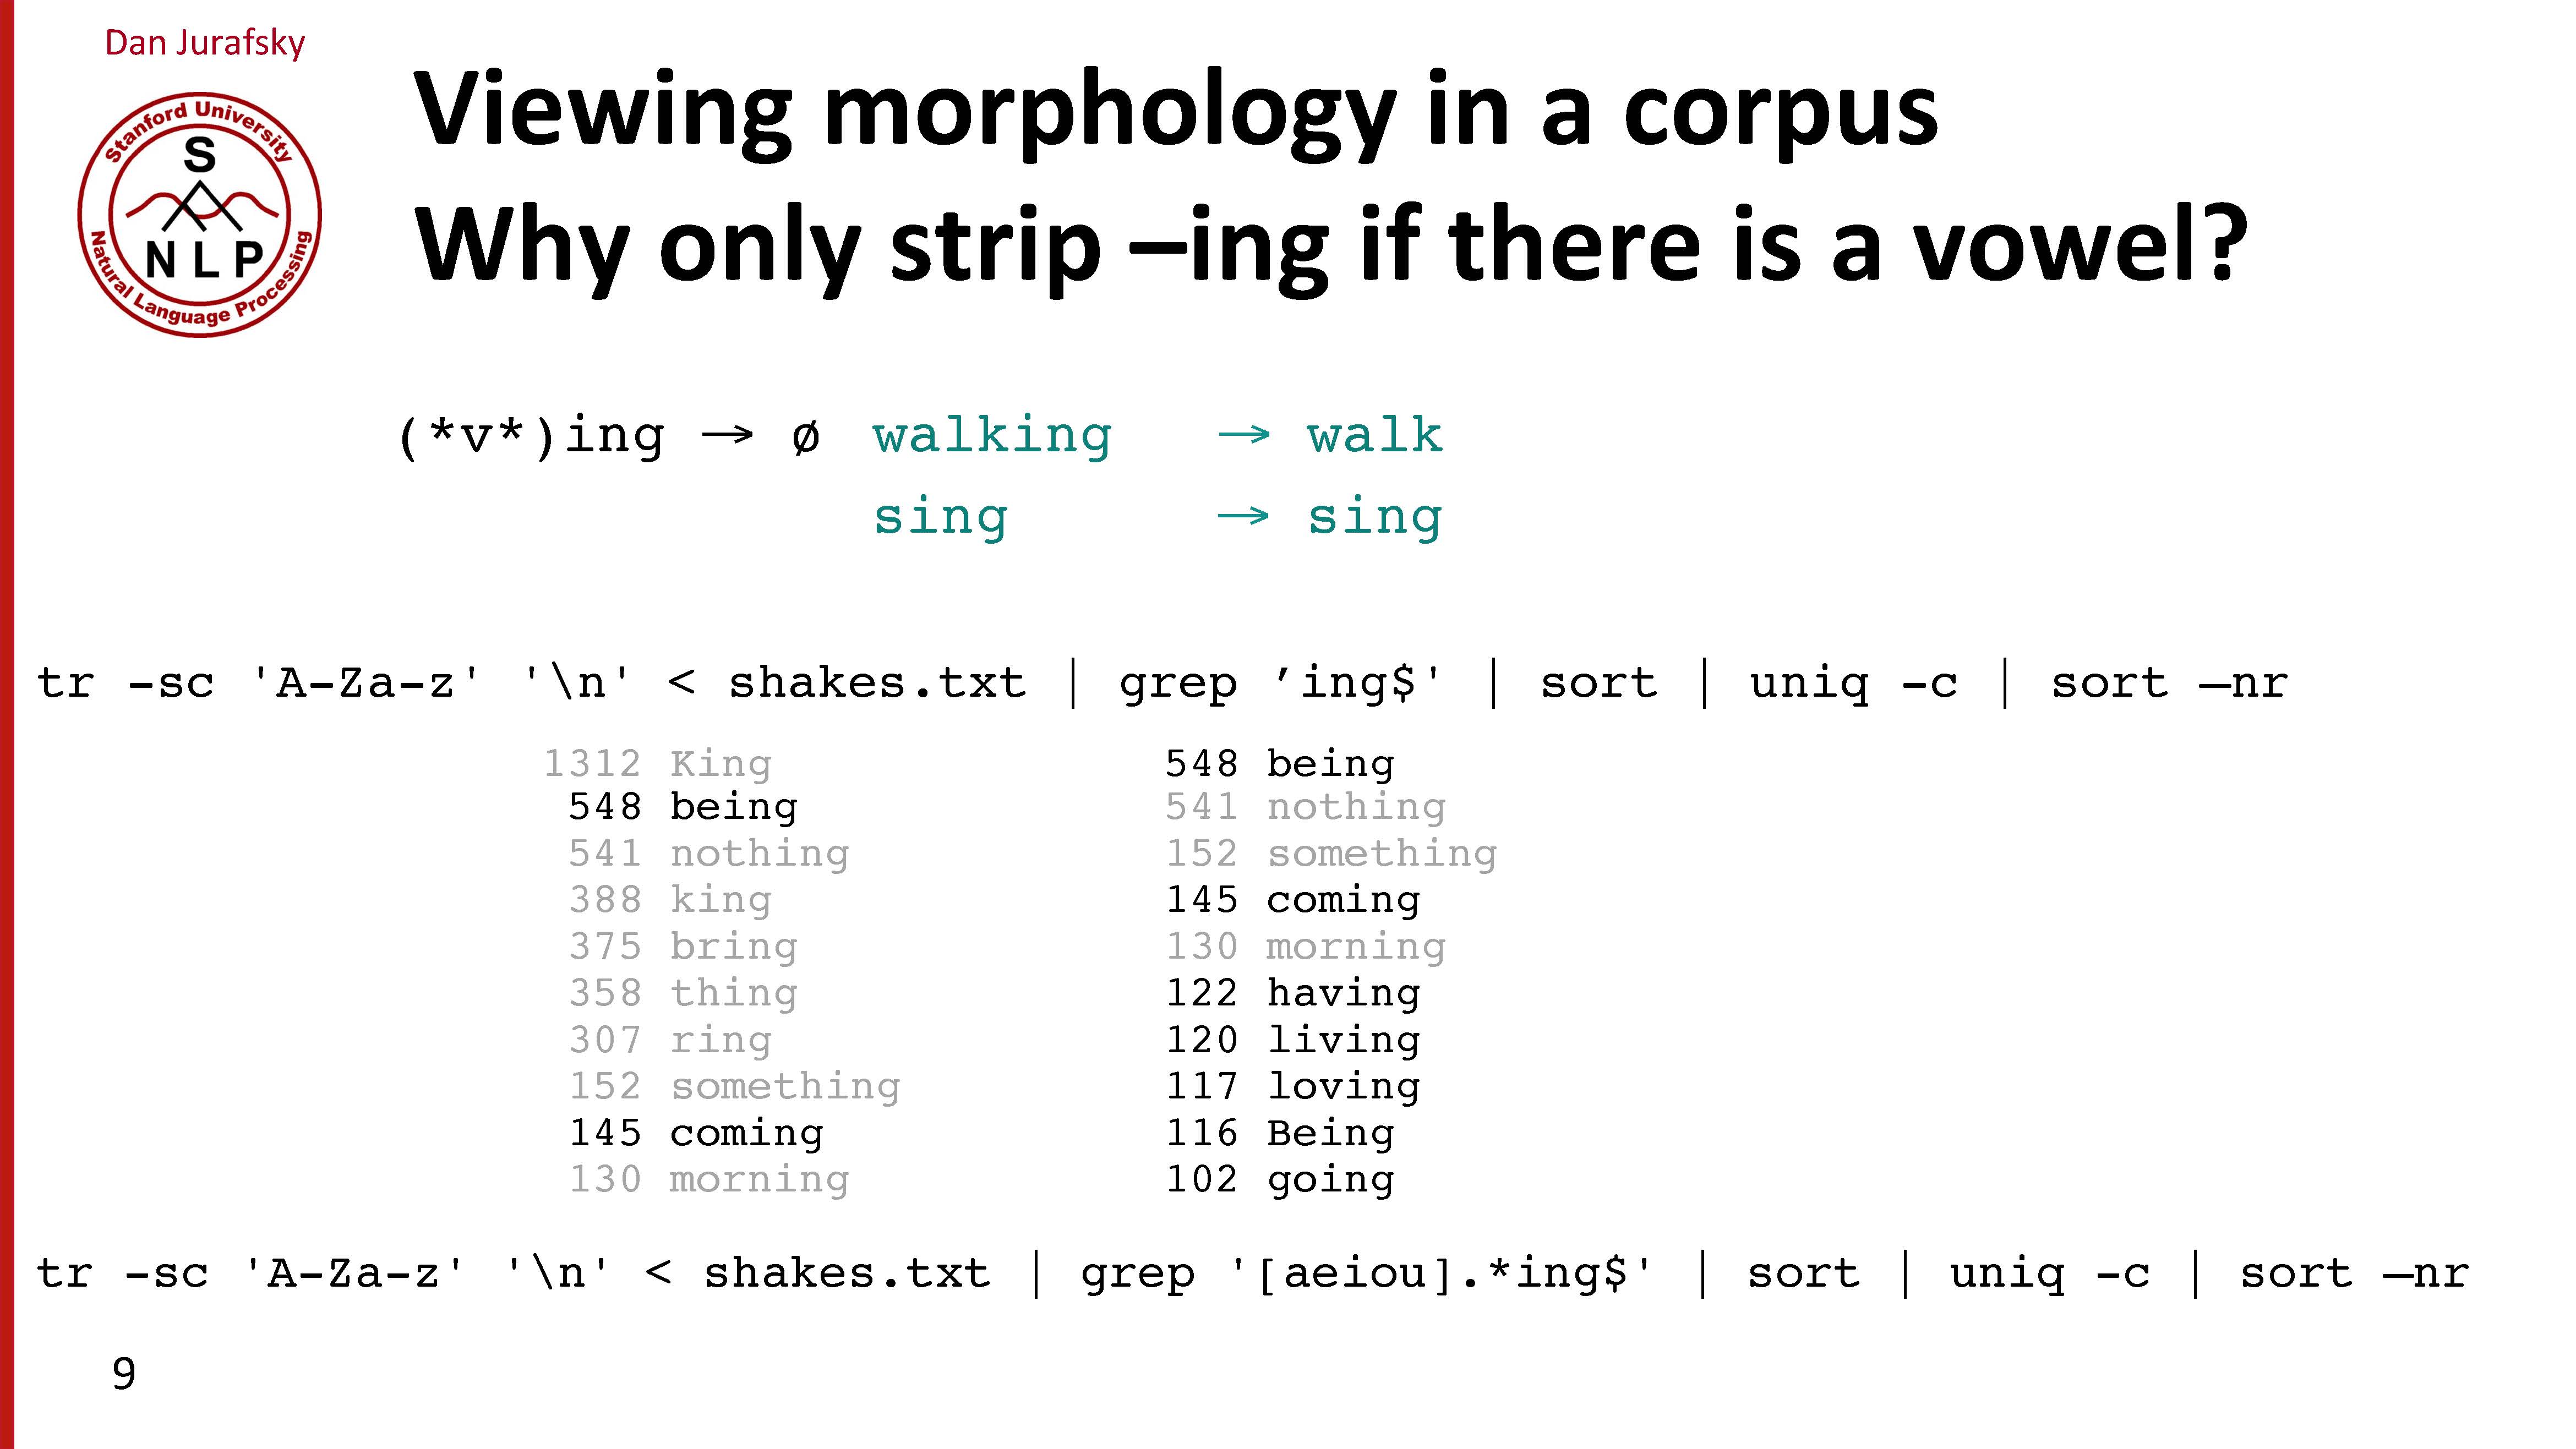 Dan Jurafsky
Stanford University
S
N L P
Natural Language Processing
Viewing morphology in a corpus
Why only strip –ing if there is a vowel?
(*v*)ing → ø walking → walk
sing → sing
tr -sc 'A-Za-z' '\n' < shakes.txt | grep ’ing$' | sort | uniq -c | sort –nr
1312 King
548 being
541 nothing
388 king
375 bring
358 thing
307 ring
152 something
145 coming
130 morning
548 being
541 nothing
152 something
145 coming
130 morning
122 having
120 living
117 loving
116 Being
102 going
tr -sc 'A-Za-z' '\n' < shakes.txt | grep '[aeiou].*ing$' | sort | uniq -c | sort –nr
9